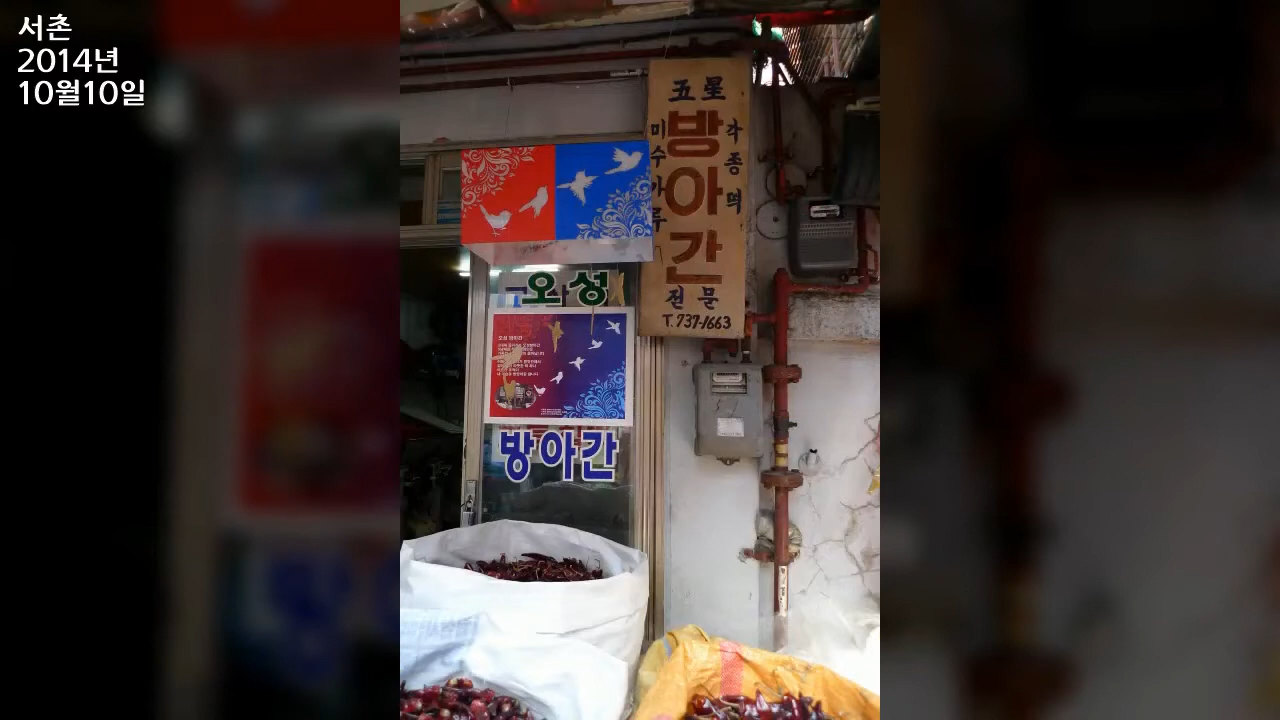 서촌
2014년
10월10일
五星
방아간
각종떡
미수가루
전문
T.737-1663
오성
방아간